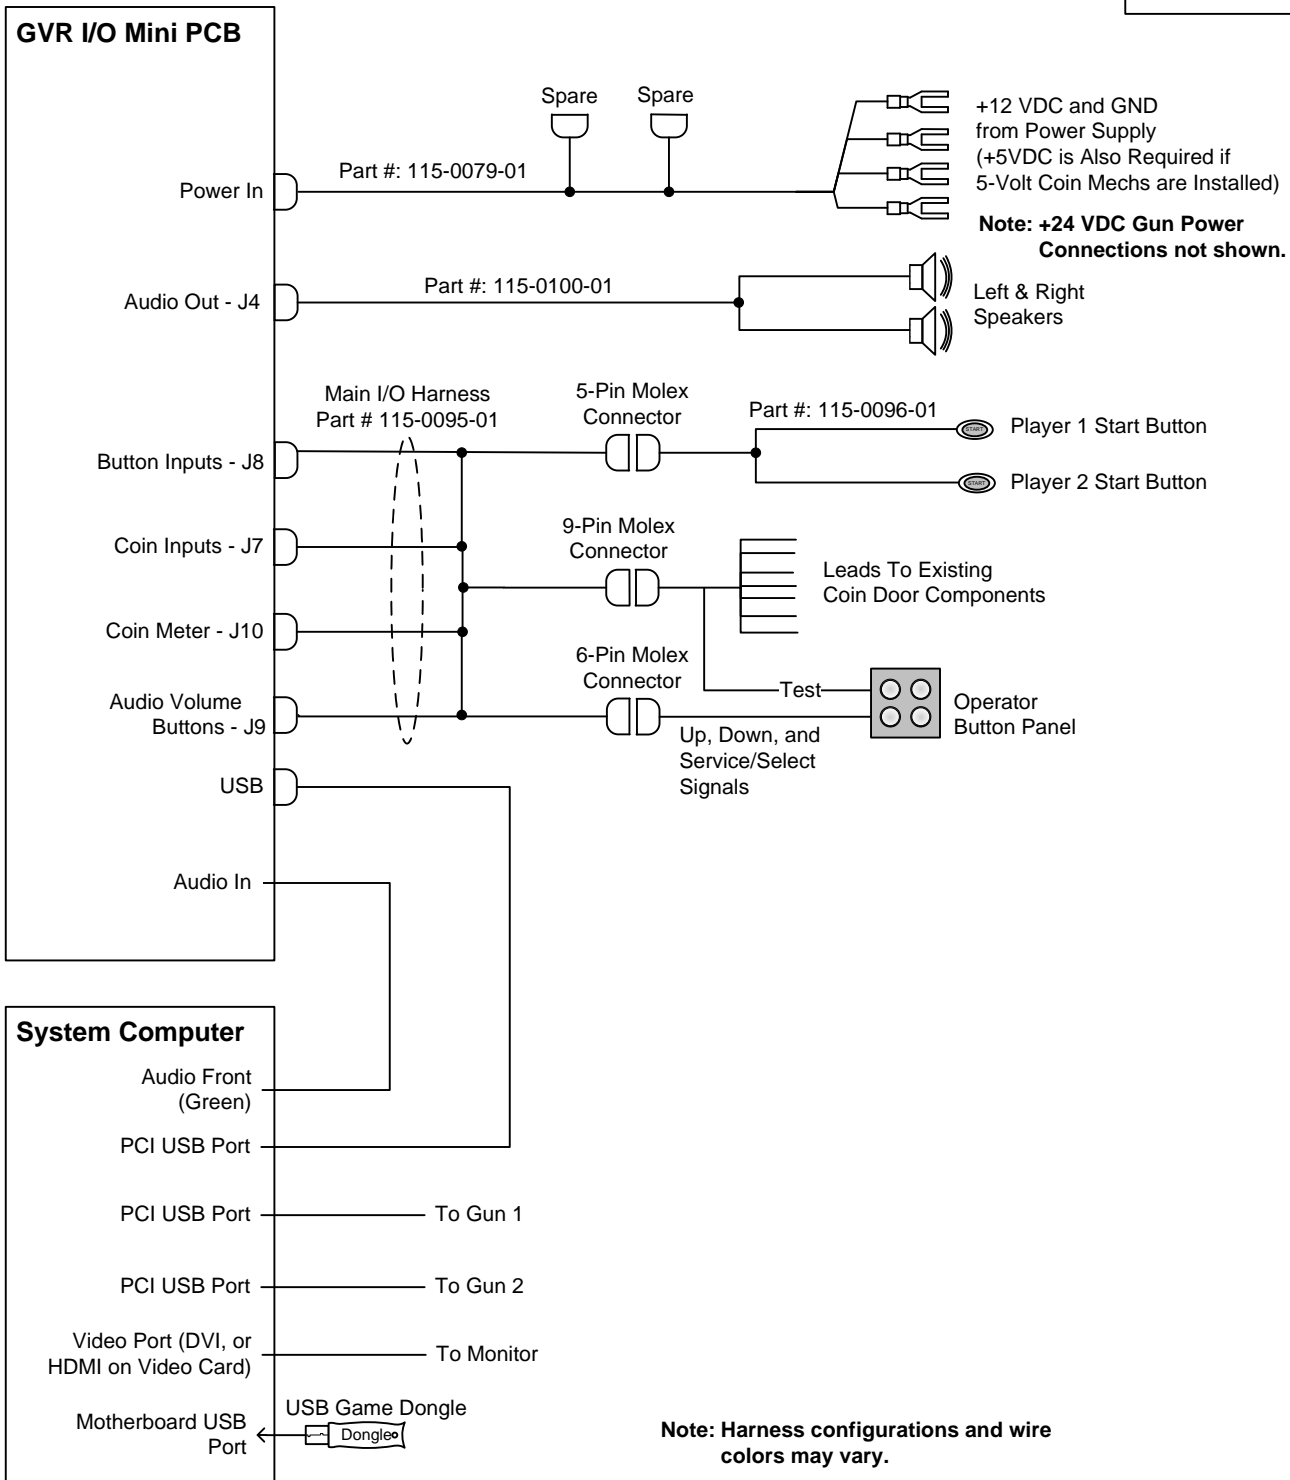 GVR I/O Mini PCB
Spare
Spare
+12 VDC and GND
from Power Supply
(+5VDC is Also Required if
5-Volt Coin Mechs are Installed)
Part #: 115-0079-01
Power In
Note: +24 VDC Gun Power
Connections not shown.
Audio Out - J4
Part #: 115-0100-01
Left & Right
Speakers
Main I/O Harness
Part # 115-0095-01
5-Pin Molex
Connector
Part #: 115-0096-01
START
Player 1 Start Button
Button Inputs - J8
START
Player 2 Start Button
9-Pin Molex
Connector
Coin Inputs - J7
Leads To Existing
Coin Door Components
Coin Meter - J10
6-Pin Molex
Connector
Test
Audio Volume
Buttons - J9
Operator
Button Panel
Up, Down, and
Service/Select
Signals
USB
Audio In
System Computer
Audio Front
(Green)
PCI USB Port
PCI USB Port
To Gun 1
PCI USB Port
To Gun 2
Video Port (DVI, or
HDMI on Video Card)
To Monitor
USB Game Dongle
Motherboard USB
Port
Dongle
Note: Harness configurations and wire
colors may vary.